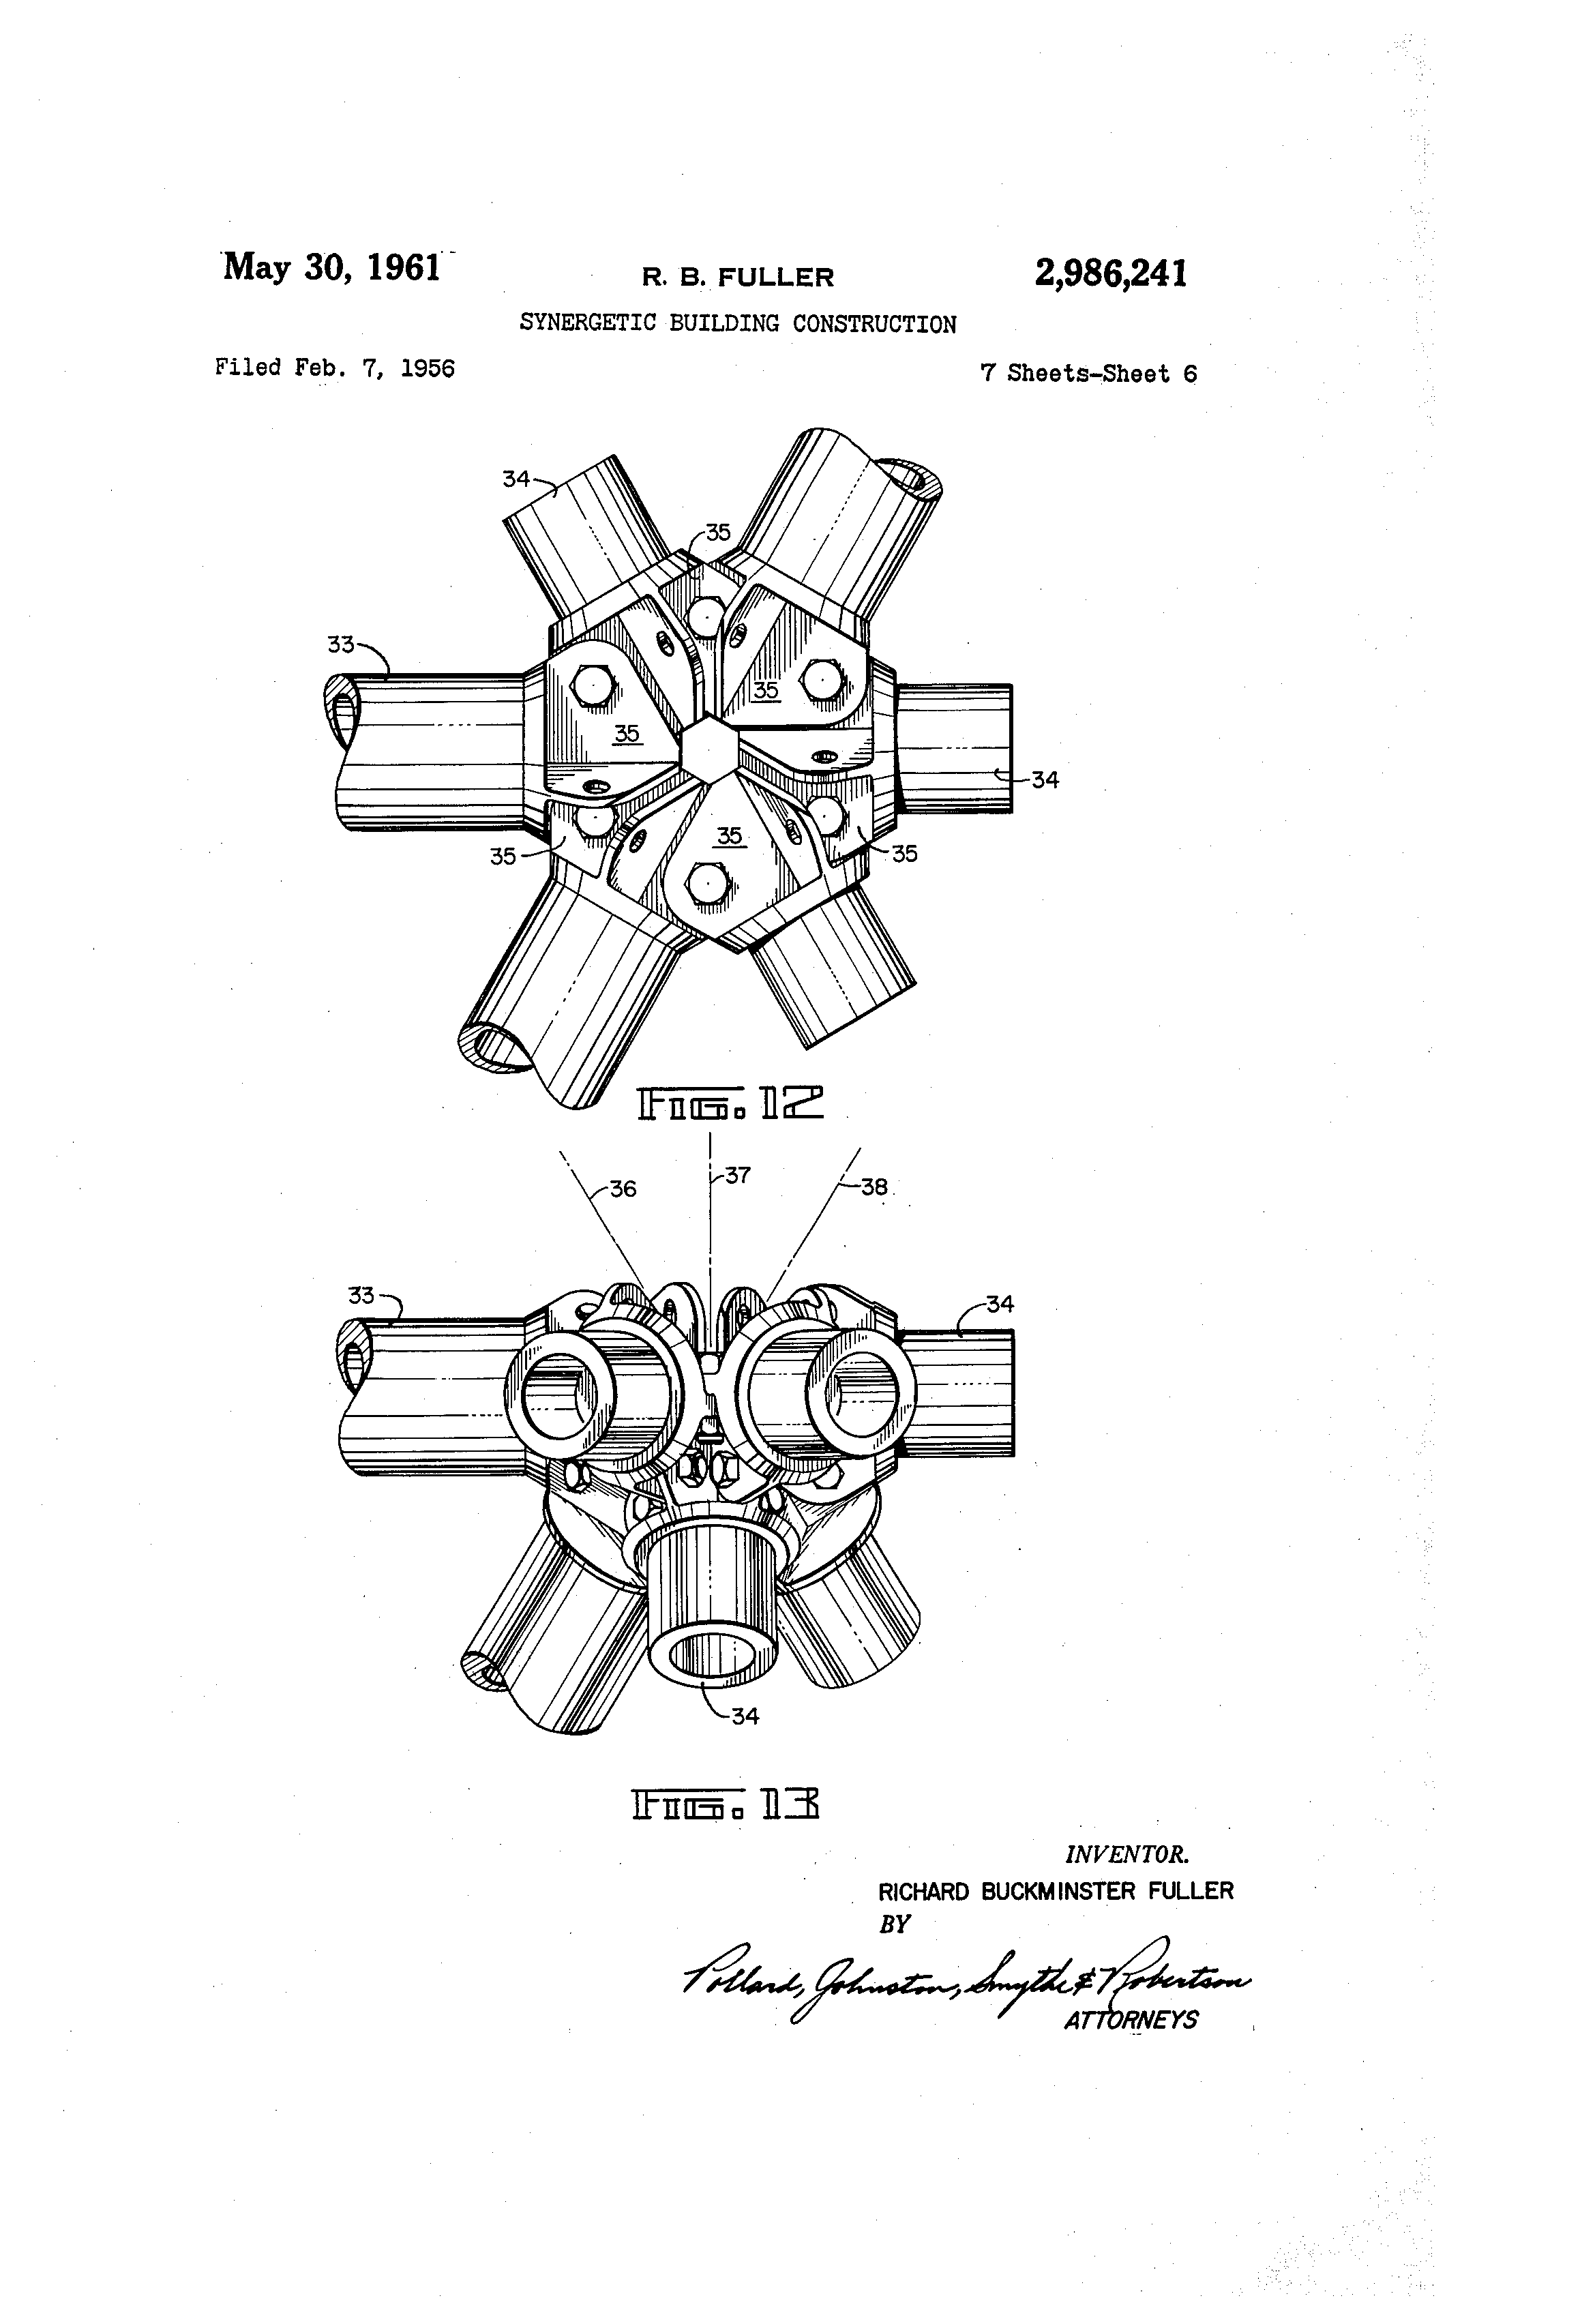 May 30, 1961
R. B. FULLER
2,986,241
SYNERGETIC BUILDING CONSTRUCTION
Filed Feb. 7, 1956
7 Sheets-Sheet 6
34
35
33
35
35
34
35
35
35
FIG. 12
37
36
38
33
34
34
FIG. 13
INVENTOR.
RICHARD BUCKMINSTER FULLER
BY
Pollard, Johnston, Smythe & Robertson
ATTORNEYS